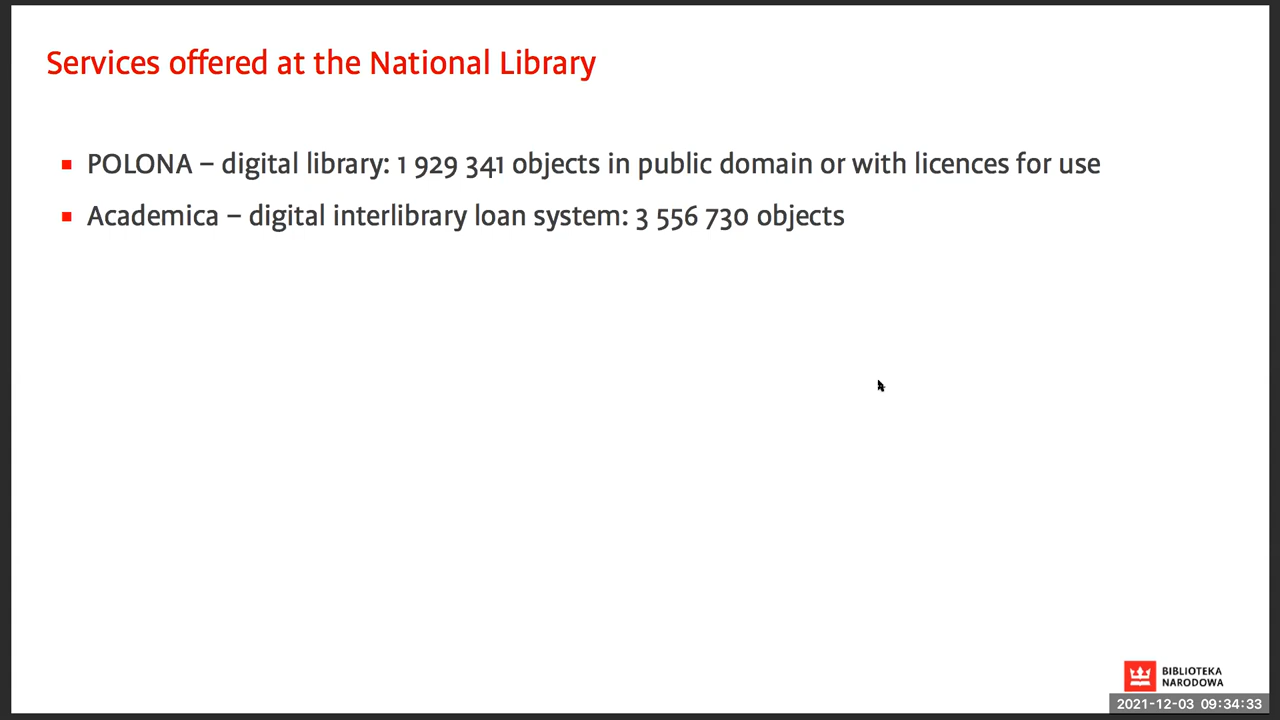 Services offered at the National Library
POLONA – digital library: 1 929 341 objects in public domain or with licences for use
Academica – digital interlibrary loan system: 3 556 730 objects
BIBLIOTEKA
NARODOWA
2021-12-03 09:34:33